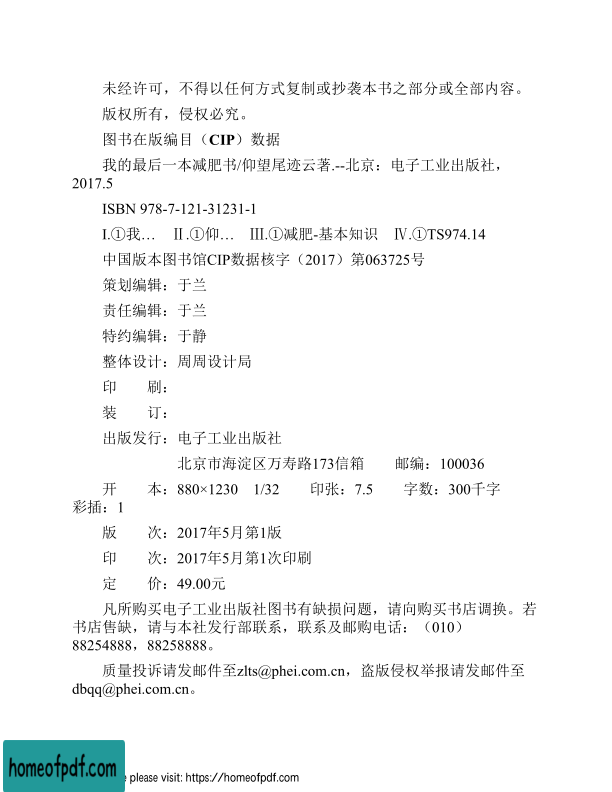 未经许可，不得以任何方式复制或抄袭本书之部分或全部内容。
版权所有，侵权必究。
图书在版编目（CIP）数据
我的最后一本减肥书/仰望尾迹云著.--北京：电子工业出版社，
2017.5
ISBN 978-7-121-31231-1
Ⅰ.①我… Ⅱ.①仰… Ⅲ.①减肥-基本知识 Ⅳ.①TS974.14
中国版本图书馆CIP数据核字（2017）第063725号
策划编辑：于兰
责任编辑：于兰
特约编辑：于静
整体设计：周周设计局
印　　刷：
装　　订：
出版发行：电子工业出版社
北京市海淀区万寿路173信箱　　邮编：100036
开　　本：880×1230　1/32　　印张：7.5　　字数：300千字
彩插：1
版　　次：2017年5月第1版
印　　次：2017年5月第1次印刷
定　　价：49.00元
凡所购买电子工业出版社图书有缺损问题，请向购买书店调换。若
书店售缺，请与本社发行部联系，联系及邮购电话：（010）
88254888，88258888。
质量投诉请发邮件至zlts@phei.com.cn，盗版侵权举报请发邮件至
dbqq@phei.com.cn。
homeofpdf.com
please visit: https://homeofpdf.com